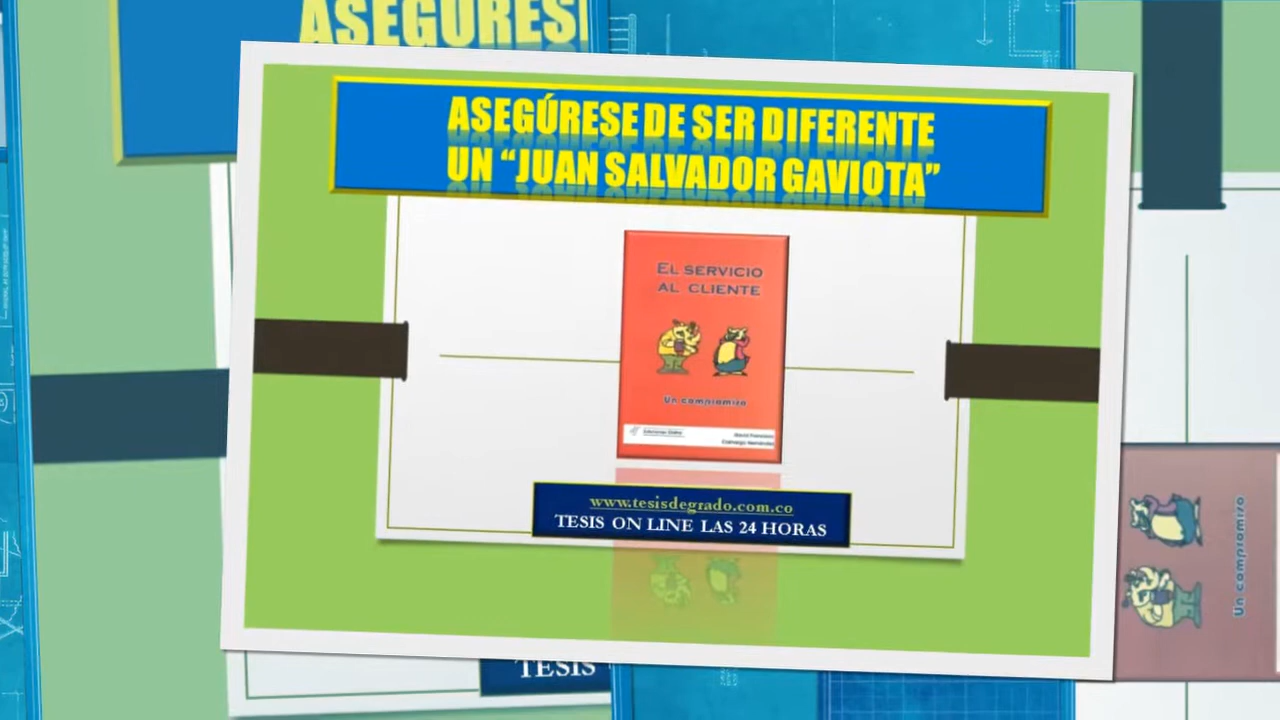 ASEGÚRESE DE SER DIFERENTE
UN “JUAN SALVADOR GAVIOTA”
EL SERVICIO
AL CLIENTE
Un compromiso
www.tesisdegrado.com.co
TESIS ON LINE LAS 24 HORAS
TESIS
Un compromiso